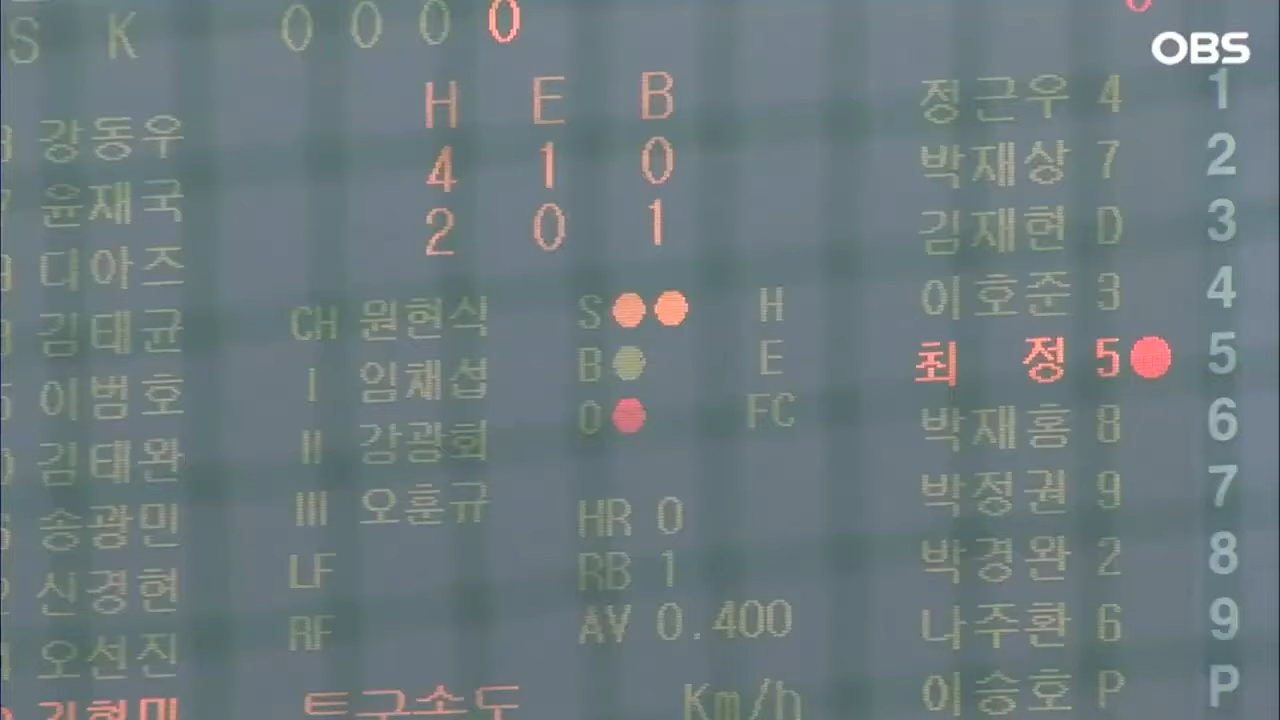 OBS
S K 0 0 0 0
H E B
4 1 0
2 0 1
강동우
윤재국
디아즈
김태균
이범호
김태완
송광민
신경현
오선진
CH 원현식
I 임채섭
II 강광회
III 오훈규
LF
RF
S H
B E
O FC
HR 0
RB 1
AV 0.400
투구속도 Km/h
정근우 4 1
박재상 7 2
김재현 D 3
이호준 3 4
최 정 5 5
박재홍 8 6
박정권 9 7
박경완 2 8
나주환 6 9
이승호 P P